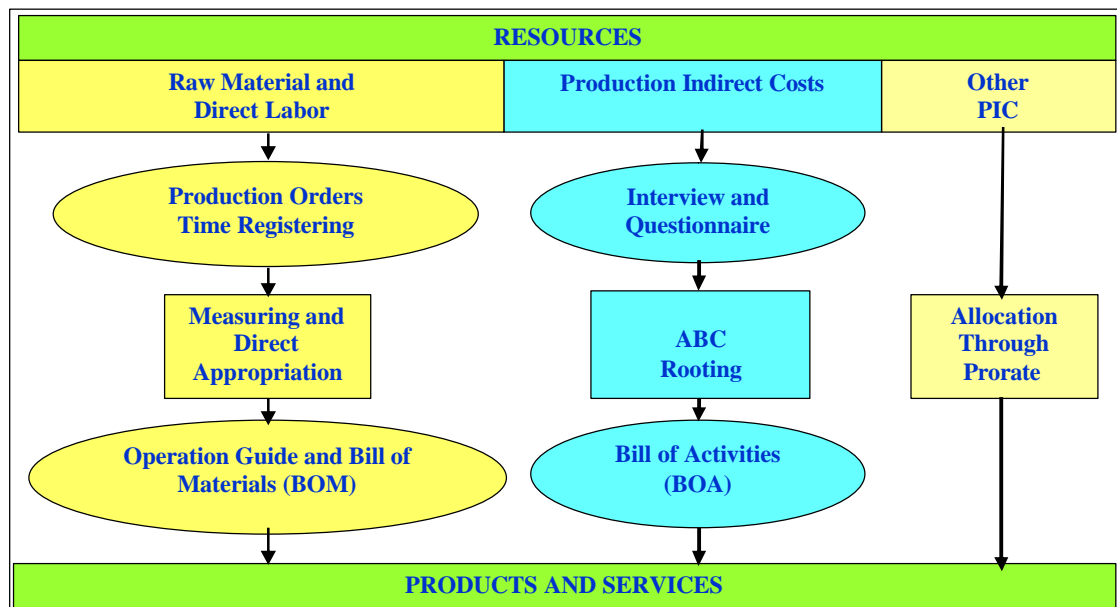 RESOURCES
Raw Material and
Direct Labor
Production Indirect Costs
Other
PIC
Production Orders
Time Registering
Interview and
Questionnaire
Measuring and
Direct
Appropriation
ABC
Rooting
Allocation
Through
Prorate
Operation Guide and Bill of
Materials (BOM)
Bill of Activities
(BOA)
PRODUCTS AND SERVICES